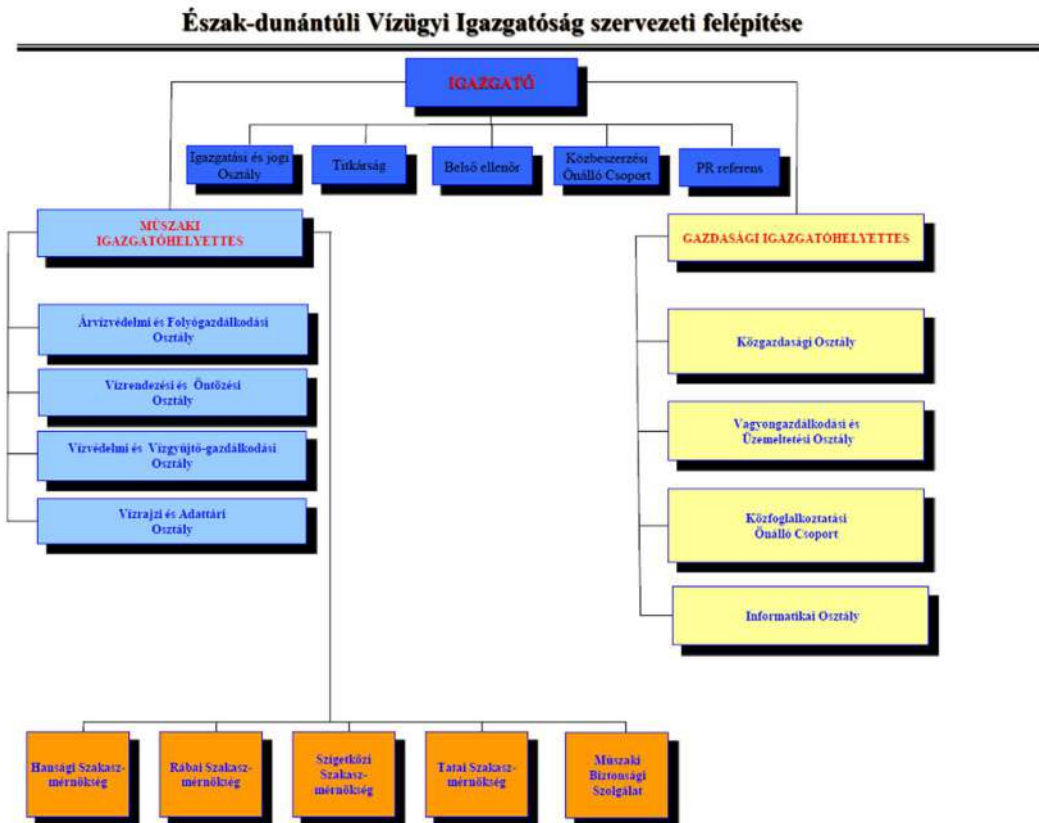 Észak-dunántúli Vízügyi Igazgatóság szervezeti felépítése
IGAZGATÓ
Igazgatási és jogi
Osztály
Titkárság
Belső ellenőr
Közbeszerzési
Önálló Csoport
PR referens
MŰSZAKI
IGAZGATÓHELYETTES
GAZDASÁGI IGAZGATÓHELYETTES
Árvízvédelmi és Folyógazdálkodási
Osztály
Vízrendezési és Öntözési
Osztály
Vízvédelmi és Vízgyűjtő-gazdálkodási
Osztály
Vízrajzi és Adattári
Osztály
Közgazdasági Osztály
Vagyongazdálkodási és
Üzemeltetési Osztály
Közfoglalkoztatási
Önálló Csoport
Informatikai Osztály
Hansági Szakasz-
mérnökség
Rábai Szakasz-
mérnökség
Szigetközi
Szakasz-
mérnökség
Tatai Szakasz-
mérnökség
Műszaki
Biztonsági
Szolgálat